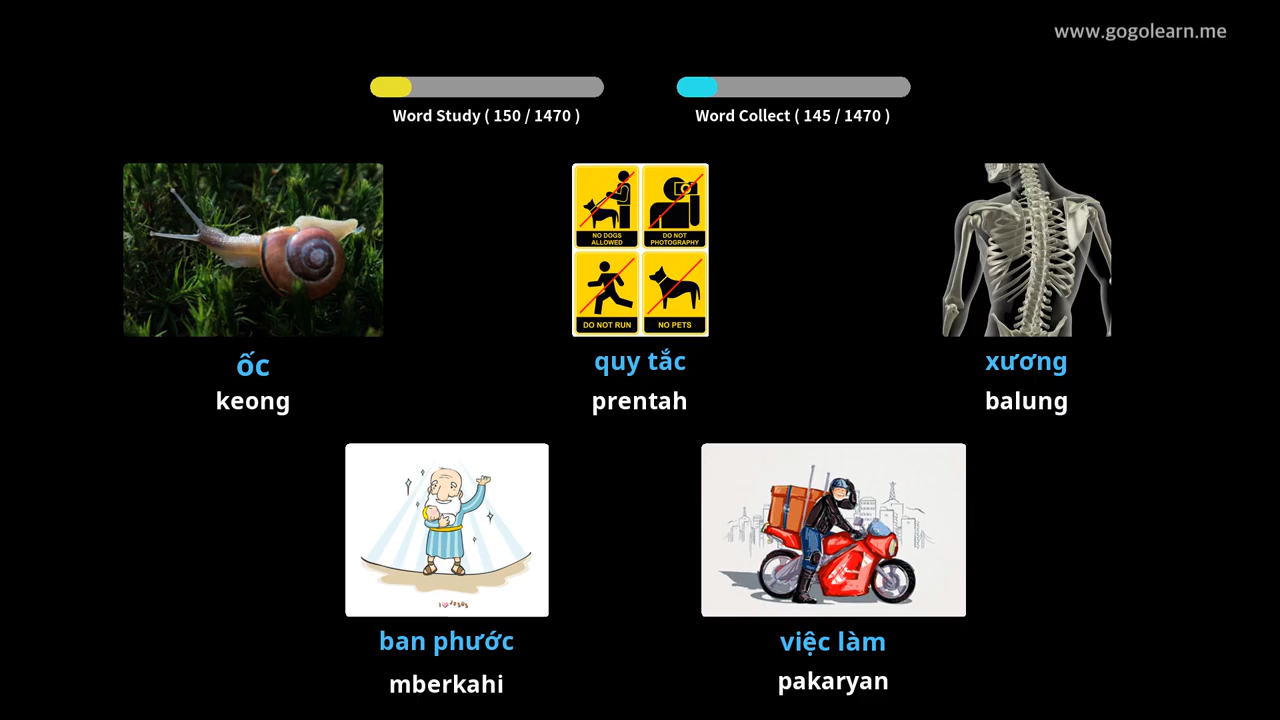 www.gogolearn.me
Word Study ( 150 / 1470 )
Word Collect ( 145 / 1470 )
NO DOGS
ALLOWED
DO NOT
PHOTOGRAPHY
DO NOT RUN
NO PETS
ốc
quy tắc
xương
keong
prentah
balung
I ♥ JESUS
ban phước
việc làm
mberkahi
pakaryan